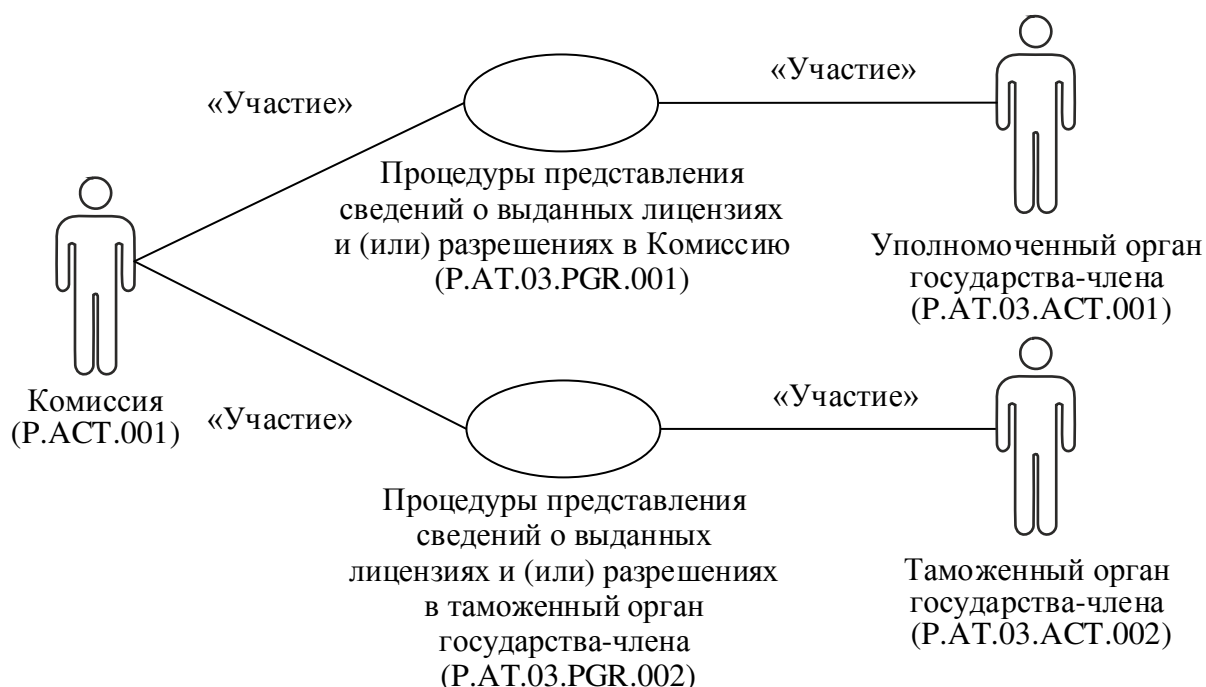 «Участие»
«Участие»
Процедуры представления
сведений о выданных лицензиях
и (или) разрешениях в Комиссию
(P.AT.03.PGR.001)
Уполномоченный орган
государства-члена
(P.AT.03.ACT.001)
Комиссия
(P.ACT.001)
«Участие»
«Участие»
Процедуры представления
сведений о выданных
лицензиях и (или) разрешениях
в таможенный орган
государства-члена
(P.AT.03.PGR.002)
Таможенный орган
государства-члена
(P.AT.03.ACT.002)